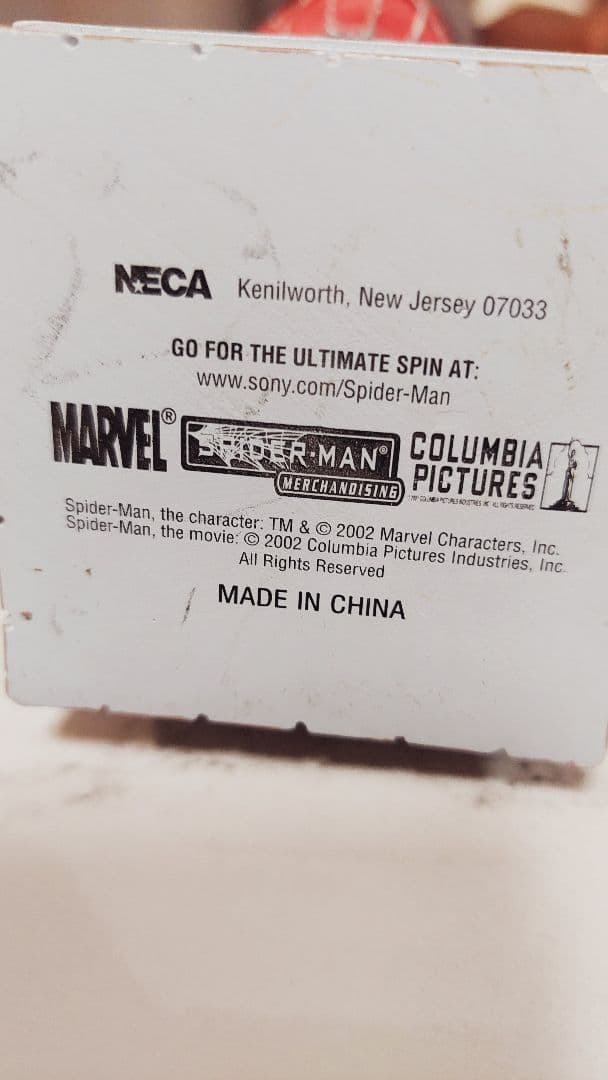 NECA Kenilworth, New Jersey 07033
GO FOR THE ULTIMATE SPIN AT:
www.sony.com/Spider-Man
MARVEL® SPIDER-MAN® COLUMBIA
MERCHANDISING PICTURES
Spider-Man, the character: TM & © 2002 Marvel Characters, Inc.
Spider-Man, the movie: © 2002 Columbia Pictures Industries, Inc.
All Rights Reserved
MADE IN CHINA